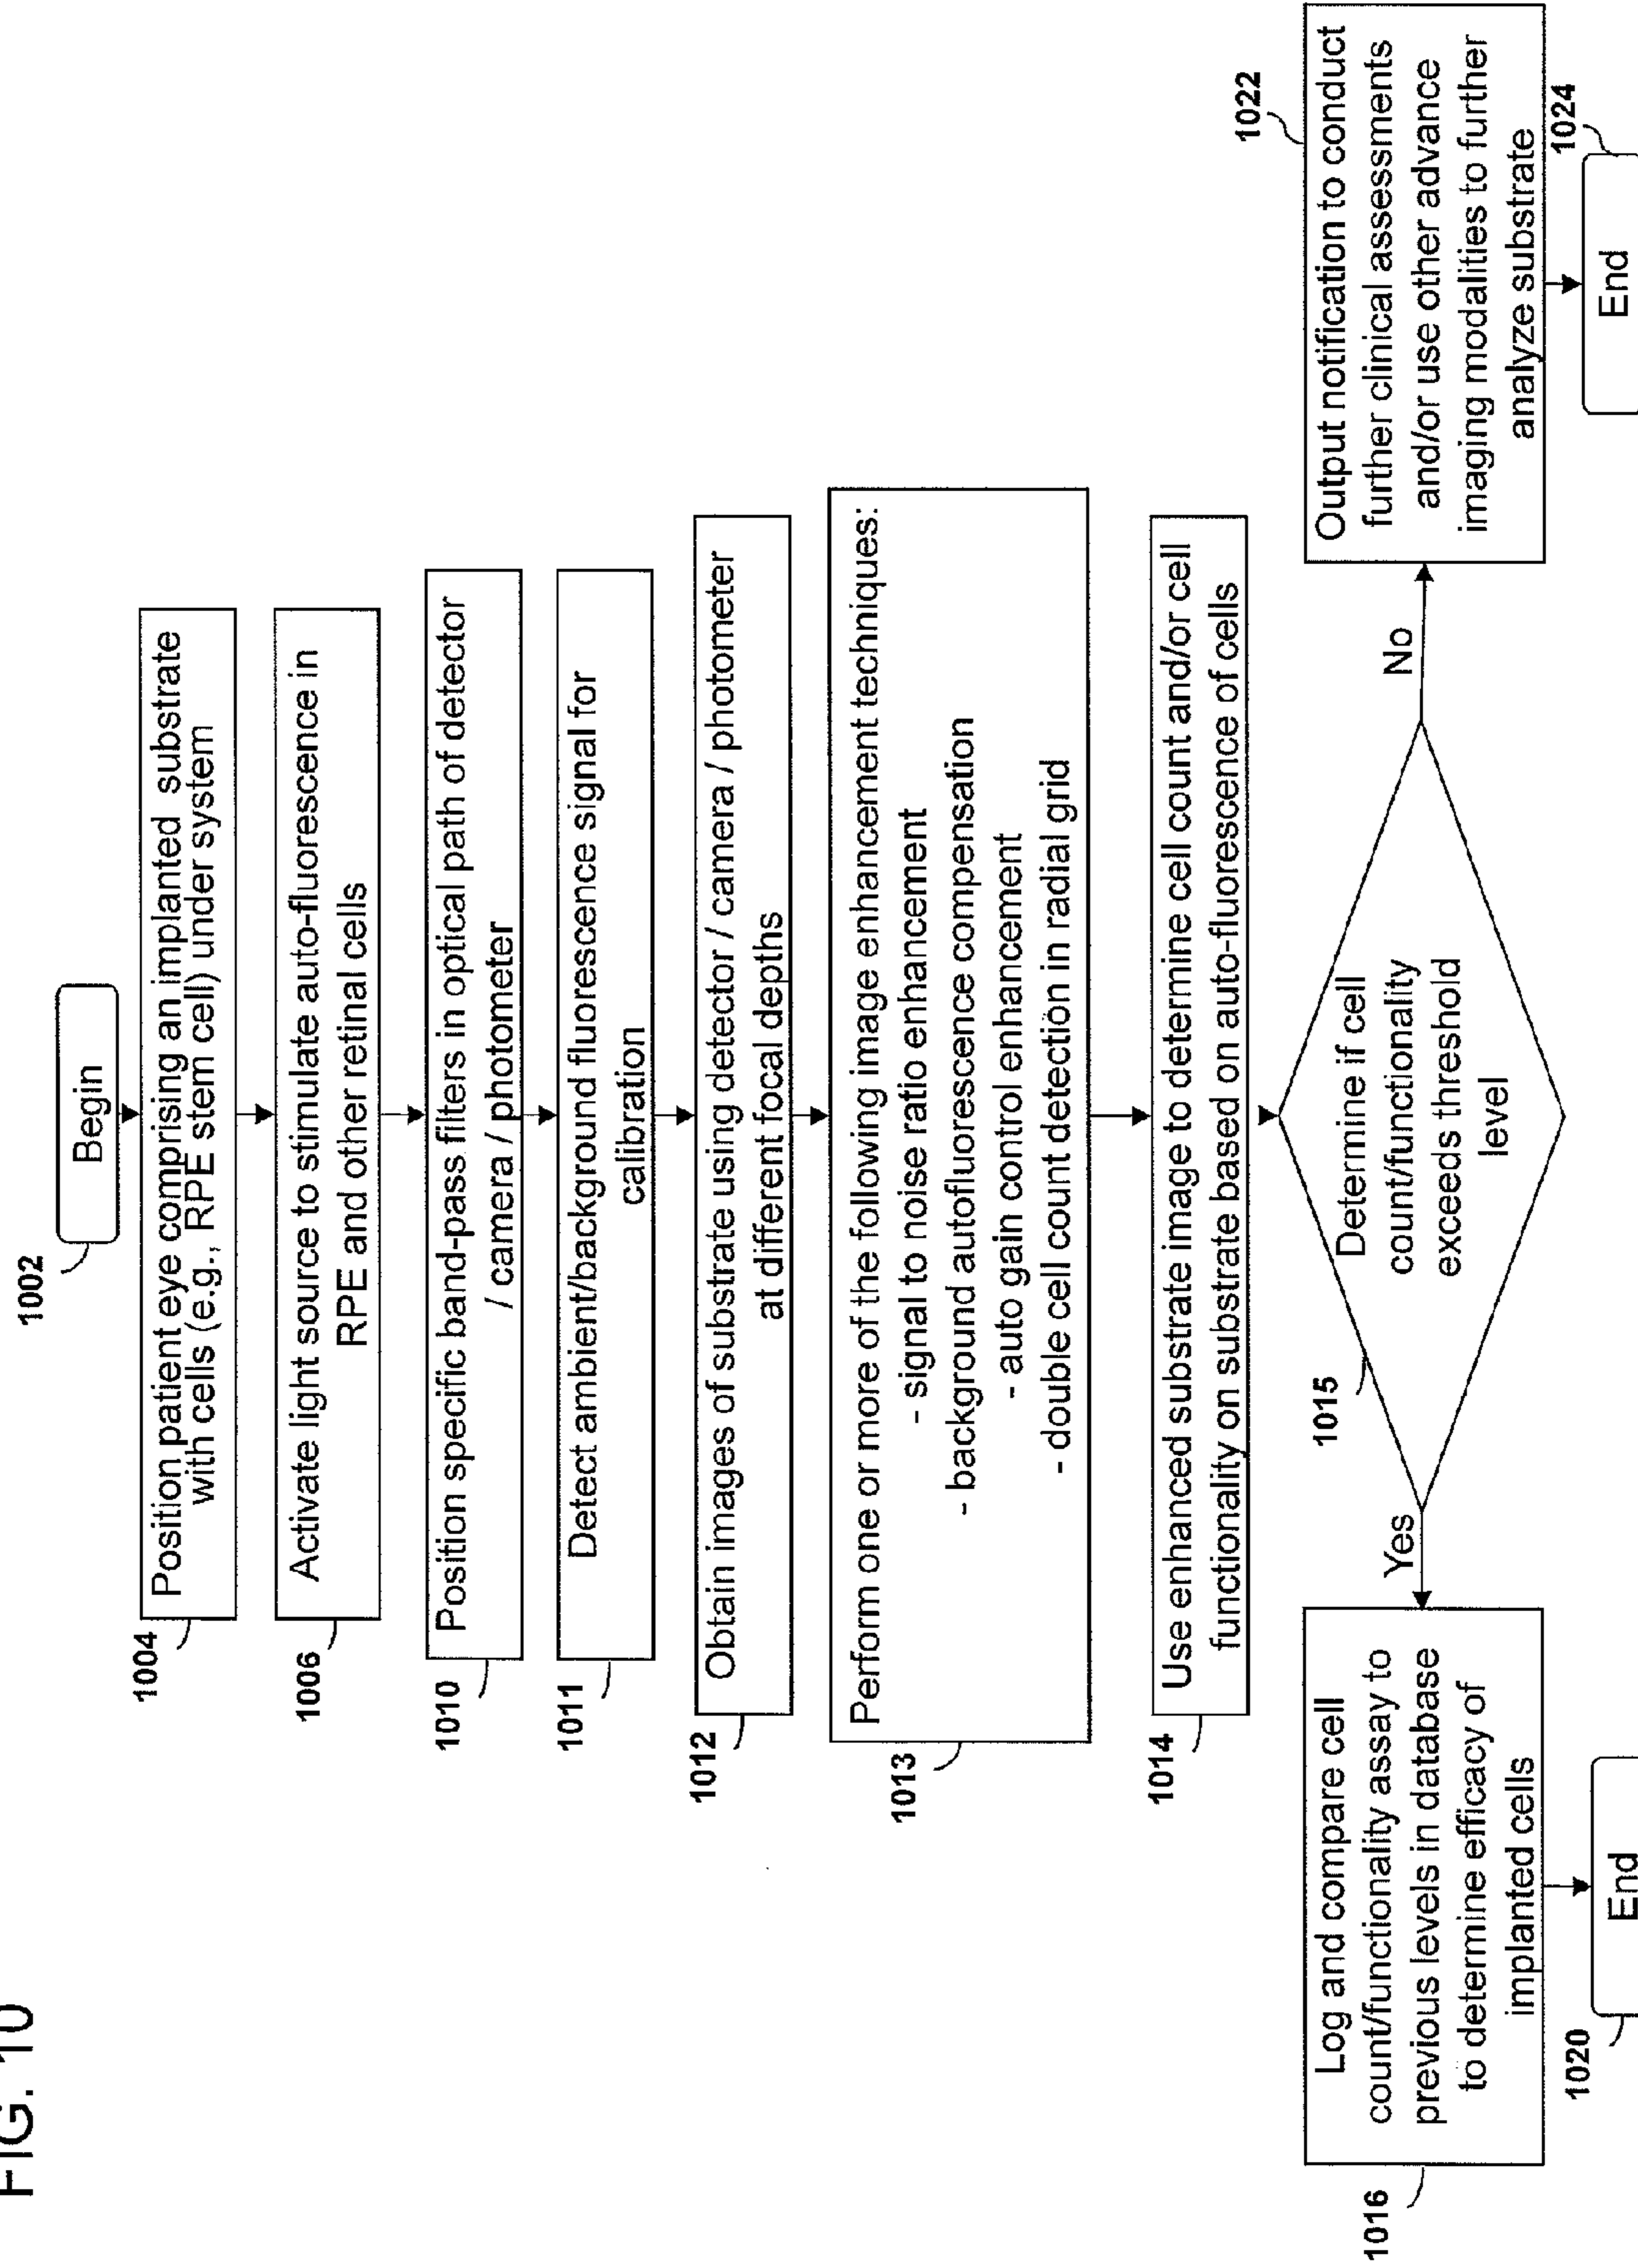 FIG. 10
1002
Begin
1004
Position patient eye comprising an implanted substrate
with cells (e.g., RPE stem cell) under system
1006
Activate light source to stimulate auto-fluorescence in
RPE and other retinal cells
1010
Position specific band-pass filters in optical path of detector
/ camera / photometer
1011
Detect ambient/background fluorescence signal for
calibration
1012
Obtain images of substrate using detector / camera / photometer
at different focal depths
1013
Perform one or more of the following image enhancement techniques:
- signal to noise ratio enhancement
- background autofluorescence compensation
- auto gain control enhancement
- double cell count detection in radial grid
1014
Use enhanced substrate image to determine cell count and/or cell
functionality on substrate based on auto-fluorescence of cells
1015
Determine if cell
count/functionality
exceeds threshold
level
Yes
No
1016
Log and compare cell
count/functionality assay to
previous levels in database
to determine efficacy of
implanted cells
1020
End
1022
Output notification to conduct
further clinical assessments
and/or use other advance
imaging modalities to further
analyze substrate
1024
End